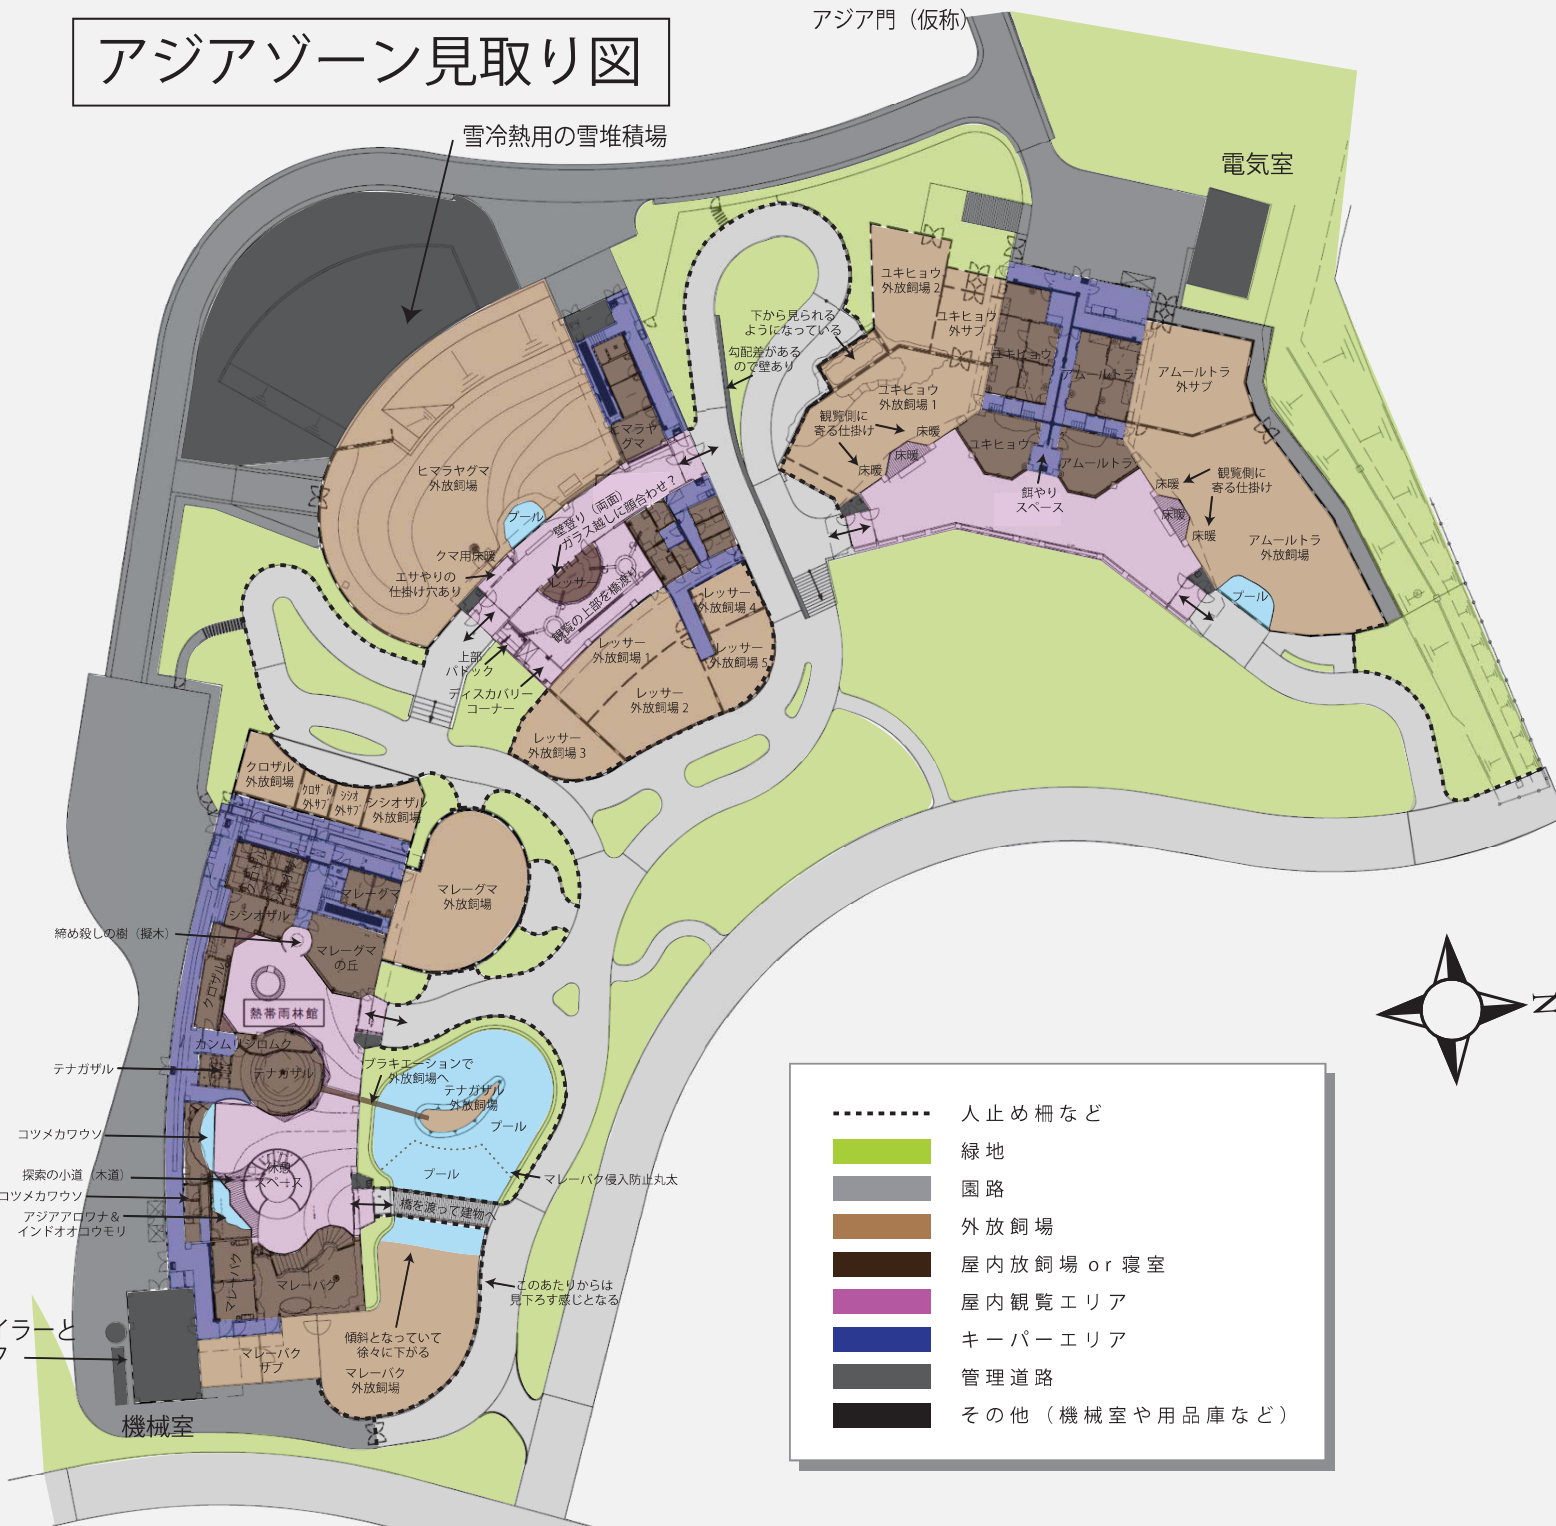 アジア門（仮称）
アジアゾーン見取り図
雪冷熱用の雪堆積場
電気室
ユキヒョウ
外放飼場 2
ユキヒョウ
外サブ
下から見られる
ようになっている
勾配差がある
ので壁あり
ユキヒョウ
アムールトラ
アムールトラ
外サブ
ユキヒョウ
外放飼場 1
観覧側に
寄る仕掛け
床暖
床暖
床暖
ユキヒョウ
アムールトラ
餌やり
スペース
床暖
観覧側に
寄る仕掛け
床暖
床暖
アムールトラ
外放飼場
プール
ヒマラヤ
グマ
ヒマラヤグマ
外放飼場
プール
壁登り（両面）
ガラス越しに顔合わせ？
クマ用床暖
エサやりの
仕掛け穴あり
レッサー
観覧の上部を橋渡り
レッサー
外放飼場 4
レッサー
外放飼場 5
レッサー
外放飼場 1
上部
パドック
ディスカバリー
コーナー
レッサー
外放飼場 2
レッサー
外放飼場 3
クロザル
外放飼場
クロザル
外サブ
シシオ
外サブ
シシオザル
外放飼場
マレーグマ
マレーグマ
外放飼場
シシオザル
締め殺しの樹（擬木）
マレーグマ
の丘
クロザル
熱帯雨林館
カンムリシロムク
テナガザル
テナガザル
ブラキエーションで
外放飼場へ
テナガザル
外放飼場
プール
コツメカワウソ
プール
探索の小道（木道）
休憩
スペース
マレーバク侵入防止丸太
コツメカワウソ
橋を渡って建物へ
アジアアロワナ＆
インドオオコウモリ
マレーバク
マレーバク
このあたりからは
見下ろす感じとなる
イラーと
傾斜となっていて
徐々に下がる
マレーバク
サブ
マレーバク
外放飼場
機械室
N
人止め柵など
緑地
園路
外放飼場
屋内放飼場 or 寝室
屋内観覧エリア
キーパーエリア
管理道路
その他（機械室や用品庫など）